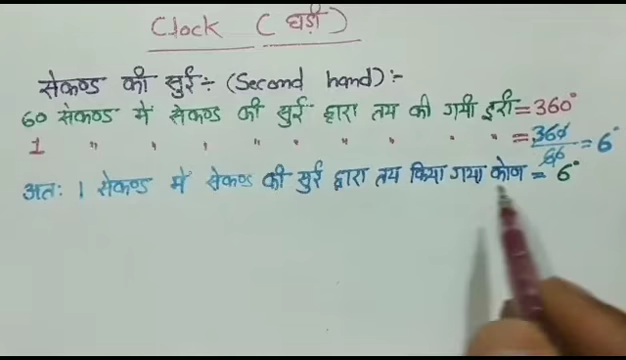 Clock ( घड़ी )
सेकण्ड की सुई ÷ (Second hand) :-
60 सेकण्ड में सेकण्ड की सुई द्वारा तय की गयी दूरी = 360°
1 " " , " " " " " " = 360/60 = 6°
अतः 1 सेकण्ड में सेकण्ड की सुई द्वारा तय किया गया कोण = 6°